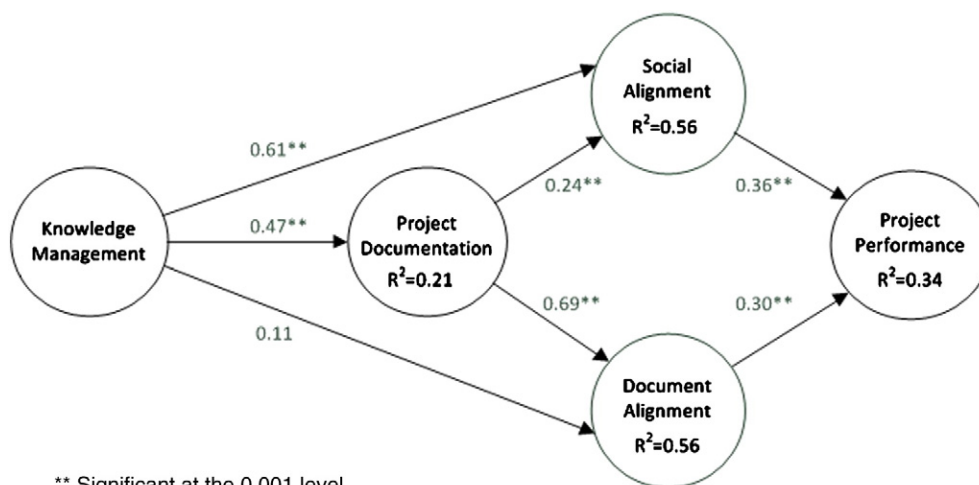 Social
Alignment
R²=0.56
0.61**
0.24**
0.36**
Knowledge
Management
0.47**
Project
Documentation
R²=0.21
Project
Performance
R²=0.34
0.69**
0.30**
0.11
Document
Alignment
R²=0.56
** Significant at the 0.001 level